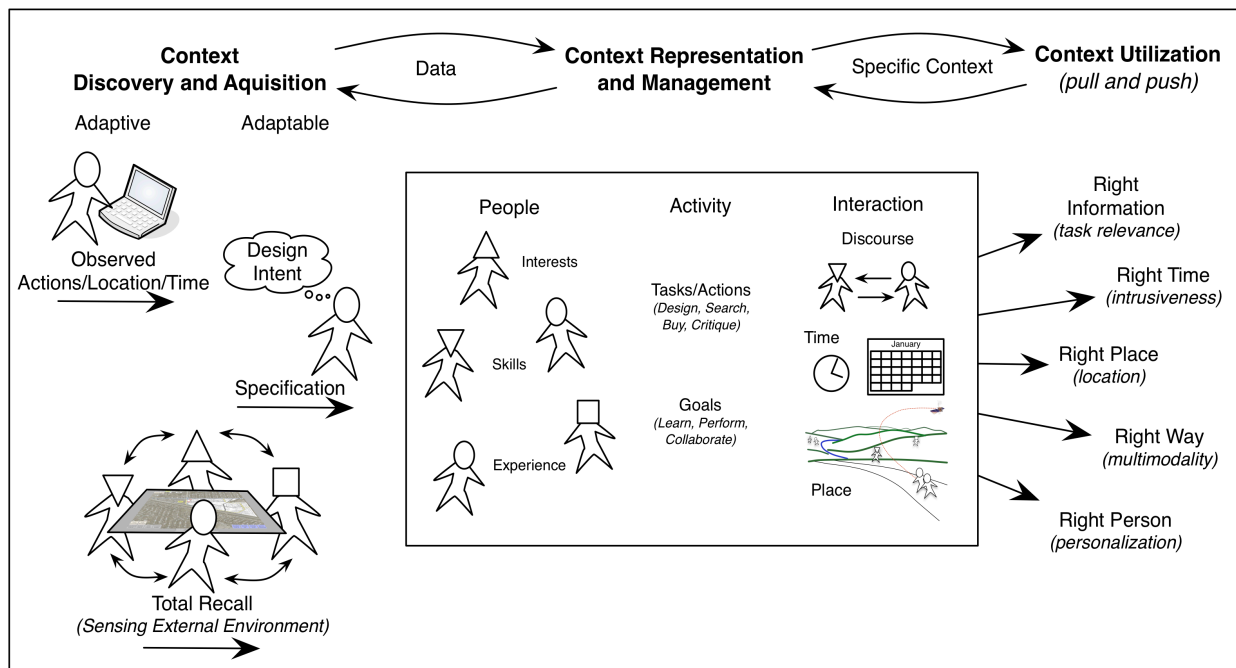 Context
Discovery and Aquisition
Data
Context Representation
and Management
Specific Context
Context Utilization
(pull and push)
Adaptive
Adaptable
Observed
Actions/Location/Time
Design
Intent
Specification
Total Recall
(Sensing External Environment)
People
Interests
Skills
Experience
Activity
Tasks/Actions
(Design, Search,
Buy, Critique)
Goals
(Learn, Perform,
Collaborate)
Interaction
Discourse
Time
January
Place
Right
Information
(task relevance)
Right Time
(intrusiveness)
Right Place
(location)
Right Way
(multimodality)
Right Person
(personalization)